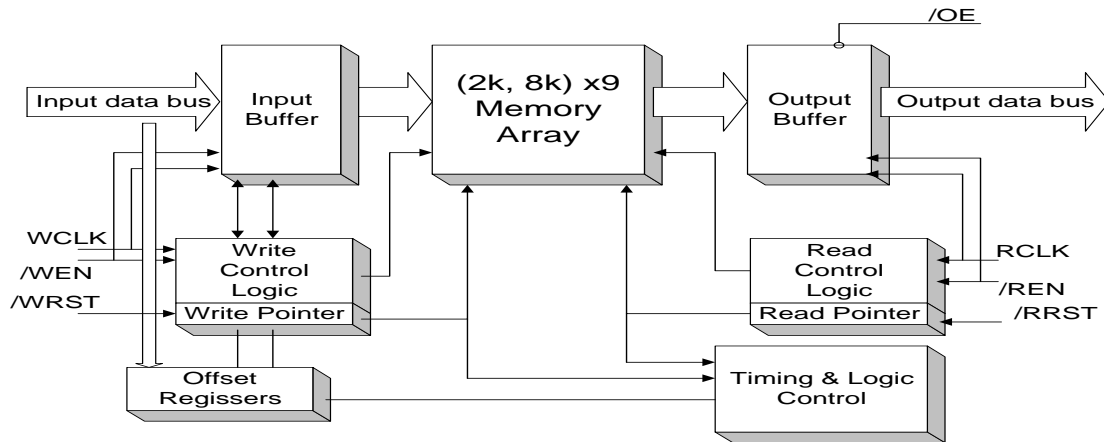 /OE
Input data bus
Input
Buffer
(2k, 8k) x9
Memory
Array
Output
Buffer
Output data bus
WCLK
/WEN
/WRST
Write
Control
Logic
Write Pointer
Read
Control
Logic
Read Pointer
RCLK
/REN
/RRST
Offset
Regissers
Timing & Logic
Control